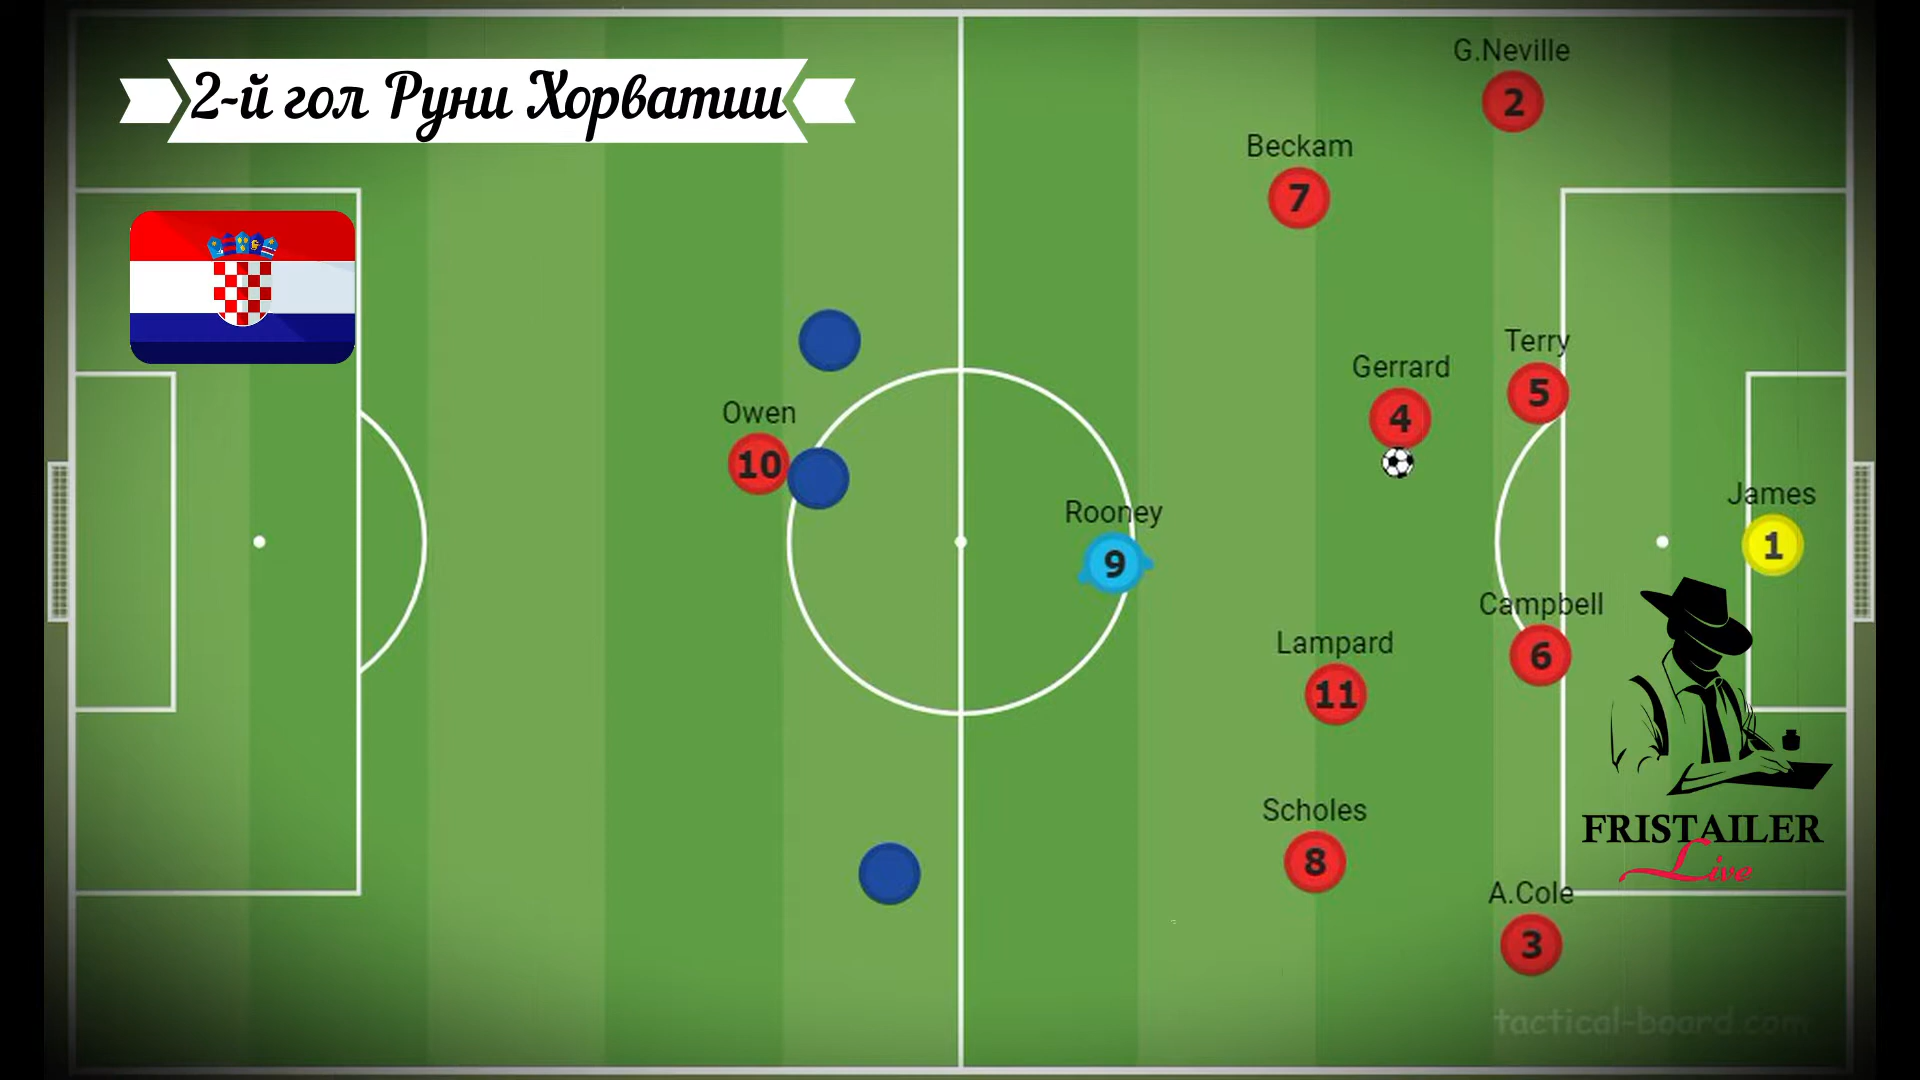 2-й гол Руни Хорватии
G.Neville
2
Beckam
7
Terry
5
Gerrard
4
Owen
10
James
1
Rooney
9
Campbell
6
Lampard
11
Scholes
8
FRISTAILER
Live
A.Cole
3
tactical-board.com